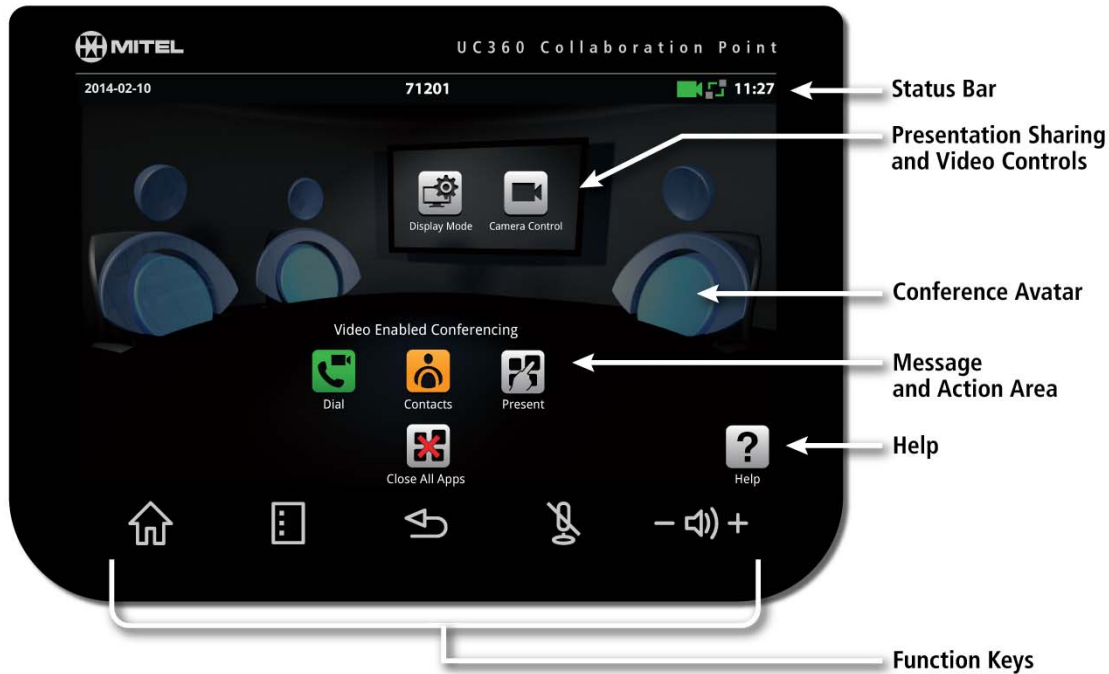 MITEL
UC360 Collaboration Point
2014-02-10
71201
11:27
Status Bar
Presentation Sharing
and Video Controls
Display Mode
Camera Control
Conference Avatar
Video Enabled Conferencing
Message
and Action Area
Dial
Contacts
Present
Help
?
Close All Apps
Help
Function Keys